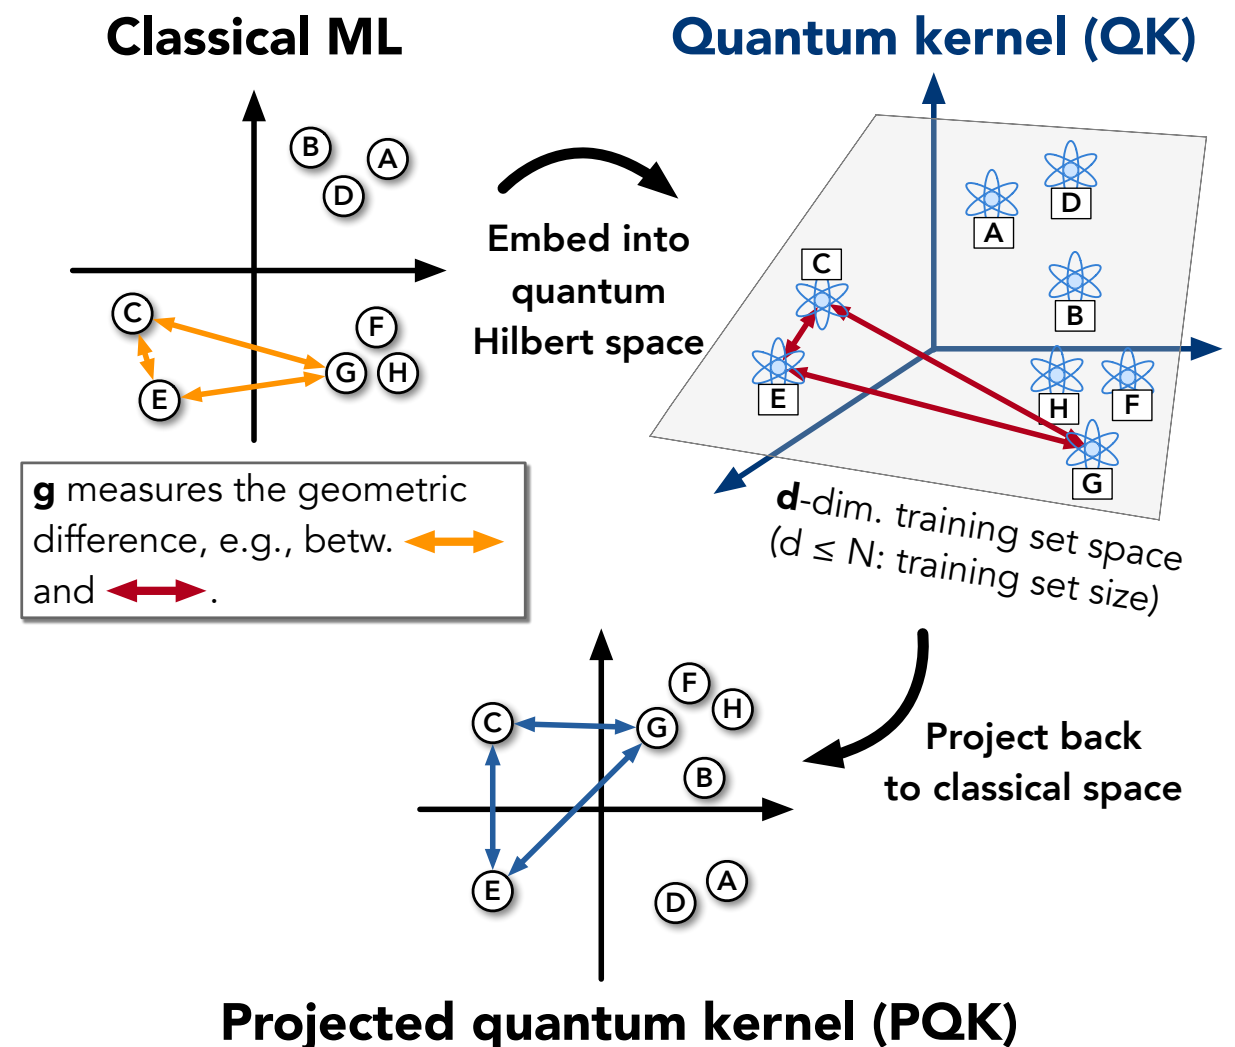 Classical ML
Quantum kernel (QK)
B
A
D
C
F
G
H
E
Embed into
quantum
Hilbert space
D
A
C
B
E
H
F
G
d-dim. training set space
(d ≤ N: training set size)
g measures the geometric
difference, e.g., betw.
and .
F
H
C
G
B
E
D
A
Project back
to classical space
Projected quantum kernel (PQK)